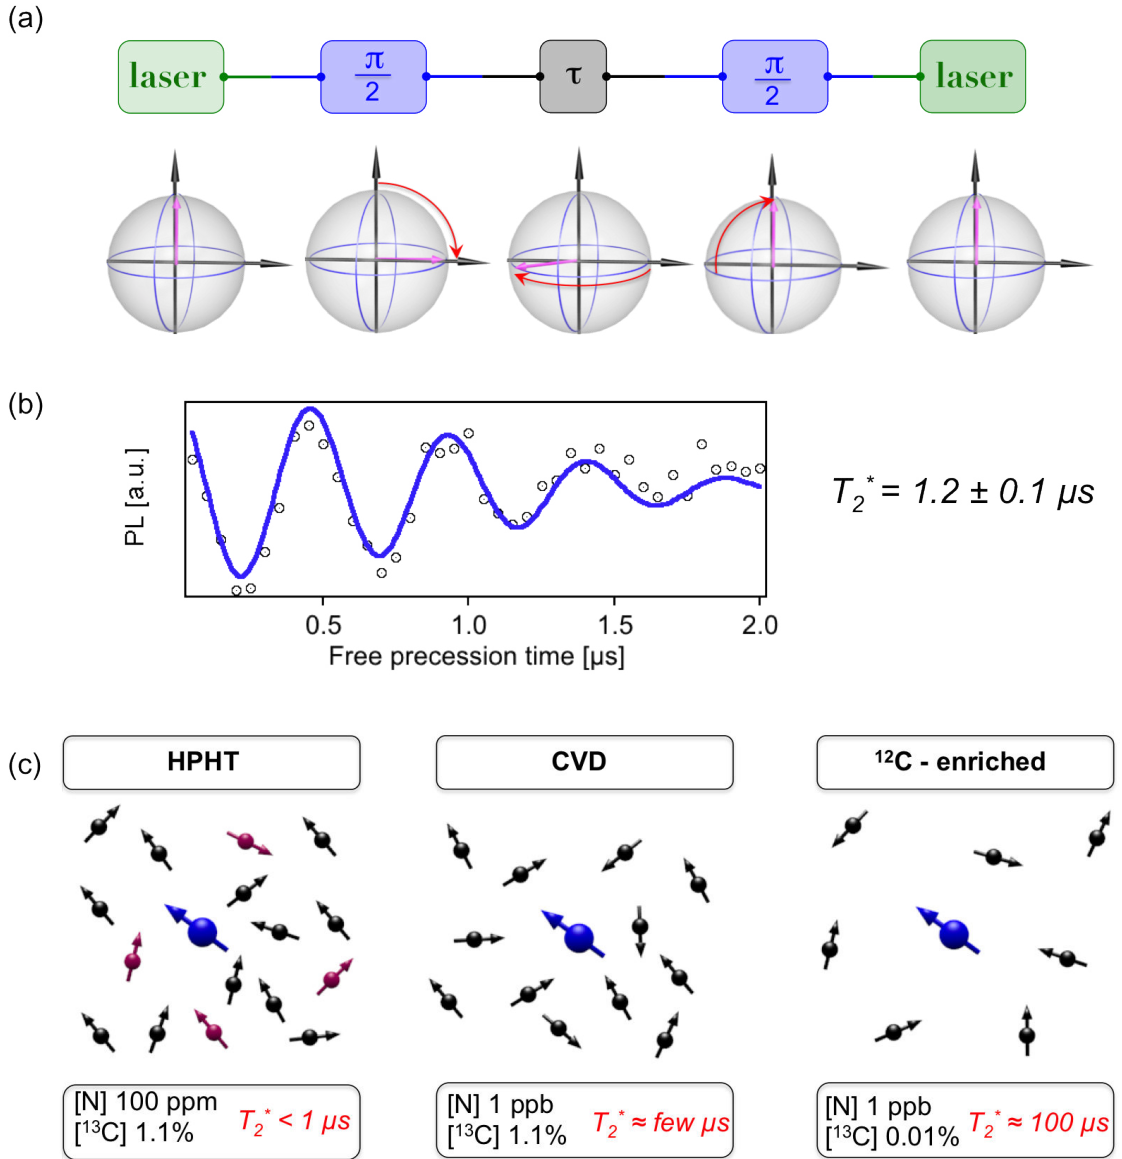 (a)
laser π/2 τ π/2 laser
(b)
PL [a.u.]
T₂* = 1.2 ± 0.1 μs
0.5 1.0 1.5 2.0
Free precession time [μs]
(c)
HPHT CVD ¹²C - enriched
[N] 100 ppm
[¹³C] 1.1%
T₂* < 1 μs
[N] 1 ppb
[¹³C] 1.1%
T₂* ≈ few μs
[N] 1 ppb
[¹³C] 0.01%
T₂* ≈ 100 μs